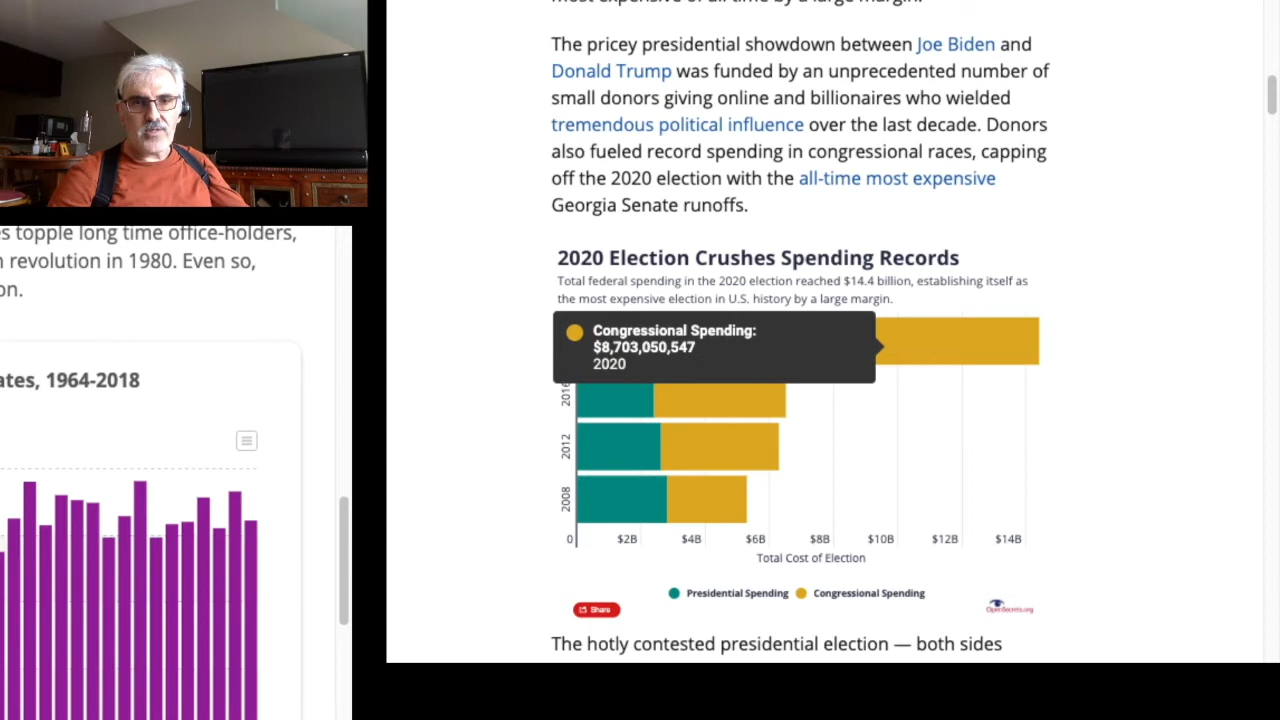 The pricey presidential showdown between Joe Biden and
Donald Trump was funded by an unprecedented number of
small donors giving online and billionaires who wielded
tremendous political influence over the last decade. Donors
also fueled record spending in congressional races, capping
off the 2020 election with the all-time most expensive
Georgia Senate runoffs.
topple long time office-holders,
revolution in 1980. Even so,
2020 Election Crushes Spending Records
Total federal spending in the 2020 election reached $14.4 billion, establishing itself as
the most expensive election in U.S. history by a large margin.
Congressional Spending:
$8,703,050,547
2020
2016
2012
2008
0 $2B $4B $6B $8B $10B $12B $14B
Total Cost of Election
Presidential Spending Congressional Spending
Share
OpenSecrets.org
The hotly contested presidential election — both sides
1964-2018